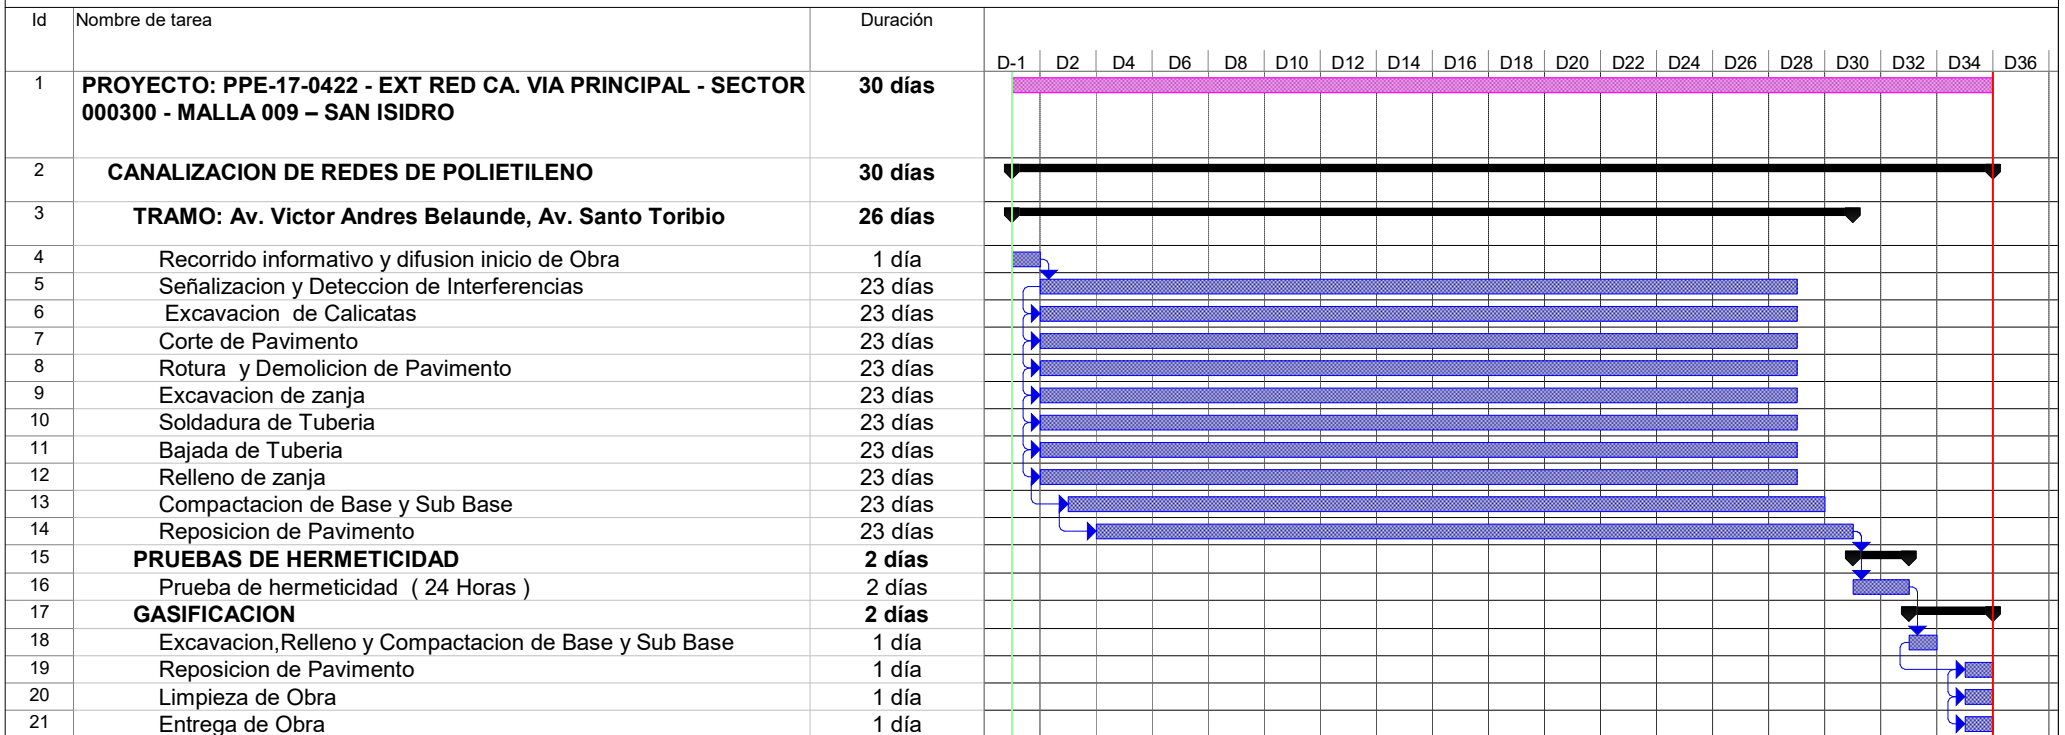 Id Nombre de tarea Duración
D-1 D2 D4 D6 D8 D10 D12 D14 D16 D18 D20 D22 D24 D26 D28 D30 D32 D34 D36
1 PROYECTO: PPE-17-0422 - EXT RED CA. VIA PRINCIPAL - SECTOR 30 días
000300 - MALLA 009 – SAN ISIDRO
2 CANALIZACION DE REDES DE POLIETILENO 30 días
3 TRAMO: Av. Victor Andres Belaunde, Av. Santo Toribio 26 días
4 Recorrido informativo y difusion inicio de Obra 1 día
5 Señalizacion y Deteccion de Interferencias 23 días
6 Excavacion de Calicatas 23 días
7 Corte de Pavimento 23 días
8 Rotura y Demolicion de Pavimento 23 días
9 Excavacion de zanja 23 días
10 Soldadura de Tuberia 23 días
11 Bajada de Tuberia 23 días
12 Relleno de zanja 23 días
13 Compactacion de Base y Sub Base 23 días
14 Reposicion de Pavimento 23 días
15 PRUEBAS DE HERMETICIDAD 2 días
16 Prueba de hermeticidad ( 24 Horas ) 2 días
17 GASIFICACION 2 días
18 Excavacion,Relleno y Compactacion de Base y Sub Base 1 día
19 Reposicion de Pavimento 1 día
20 Limpieza de Obra 1 día
21 Entrega de Obra 1 día